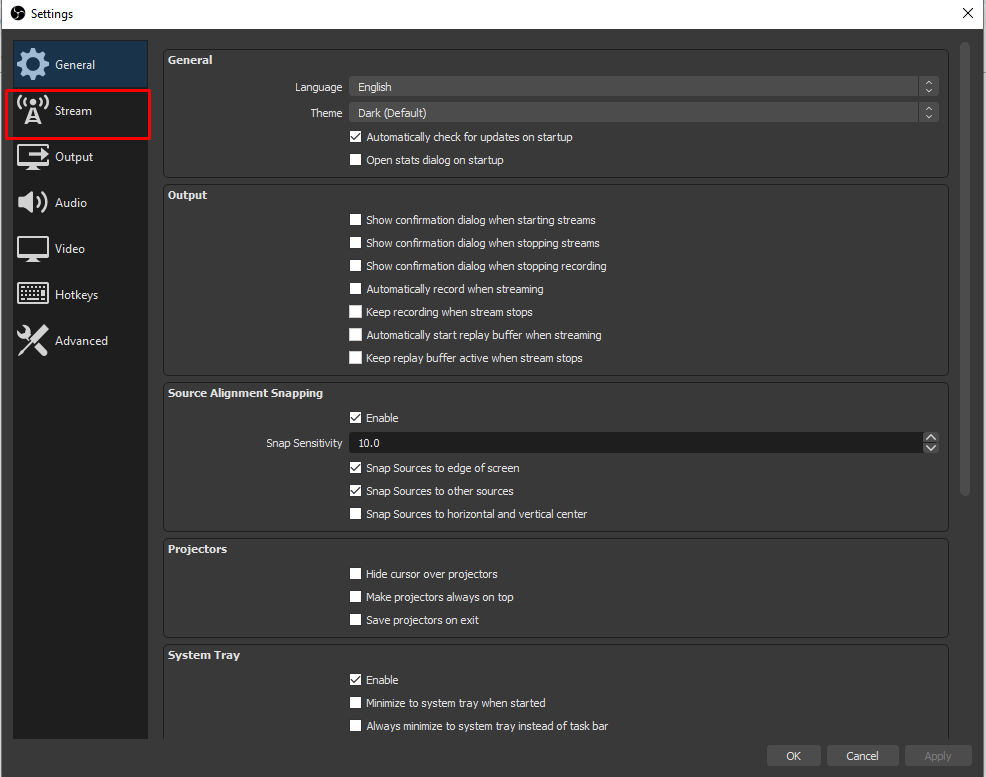 Settings
General
Stream
Output
Audio
Video
Hotkeys
Advanced
General
Language English
Theme Dark (Default)
Automatically check for updates on startup
Open stats dialog on startup
Output
Show confirmation dialog when starting streams
Show confirmation dialog when stopping streams
Show confirmation dialog when stopping recording
Automatically record when streaming
Keep recording when stream stops
Automatically start replay buffer when streaming
Keep replay buffer active when stream stops
Source Alignment Snapping
Enable
Snap Sensitivity 10.0
Snap Sources to edge of screen
Snap Sources to other sources
Snap Sources to horizontal and vertical center
Projectors
Hide cursor over projectors
Make projectors always on top
Save projectors on exit
System Tray
Enable
Minimize to system tray when started
Always minimize to system tray instead of task bar
OK Cancel Apply